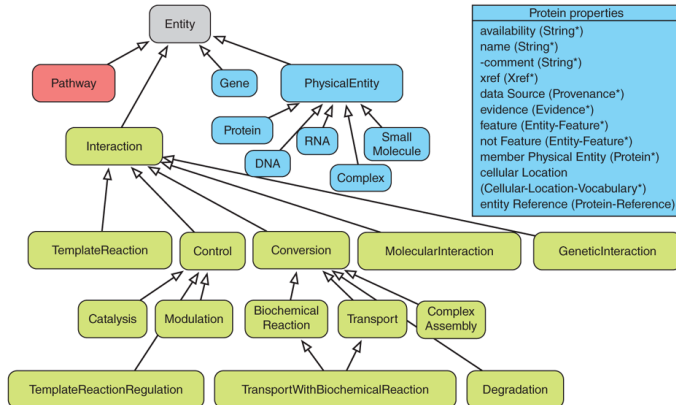 Entity
Protein properties
availability (String*)
name (String*)
-comment (String*)
xref (Xref*)
data Source (Provenance*)
evidence (Evidence*)
feature (Entity-Feature*)
not Feature (Entity-Feature*)
member Physical Entity (Protein*)
cellular Location
(Cellular-Location-Vocabulary*)
entity Reference (Protein-Reference)
Pathway
Gene
PhysicalEntity
Protein
DNA
RNA
Complex
Small
Molecule
Interaction
TemplateReaction
Control
Conversion
MolecularInteraction
GeneticInteraction
Catalysis
Modulation
Biochemical
Reaction
Transport
Complex
Assembly
TemplateReactionRegulation
TransportWithBiochemicalReaction
Degradation